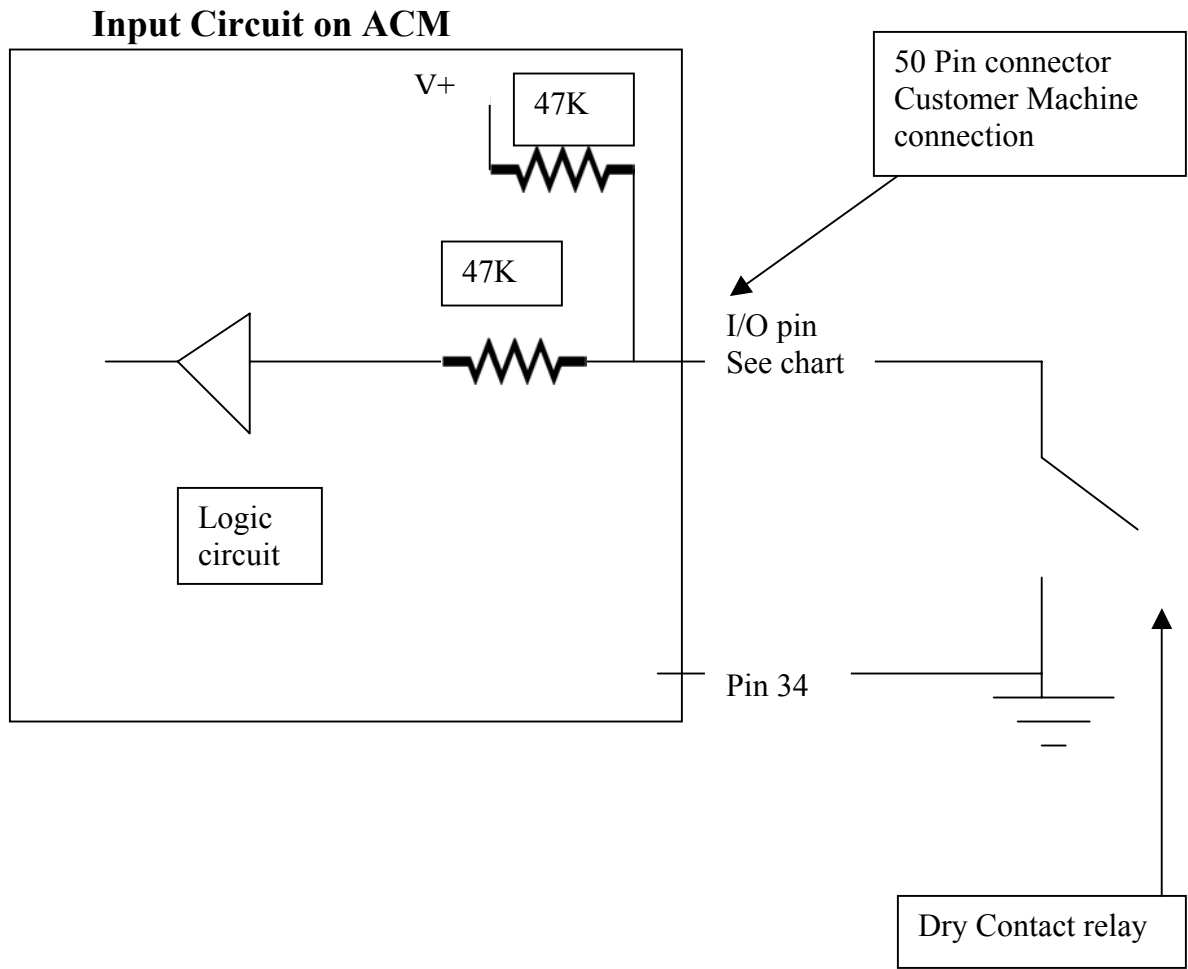 Input Circuit on ACM
V+
47K
50 Pin connector
Customer Machine
connection
47K
I/O pin
See chart
Logic
circuit
Pin 34
Dry Contact relay